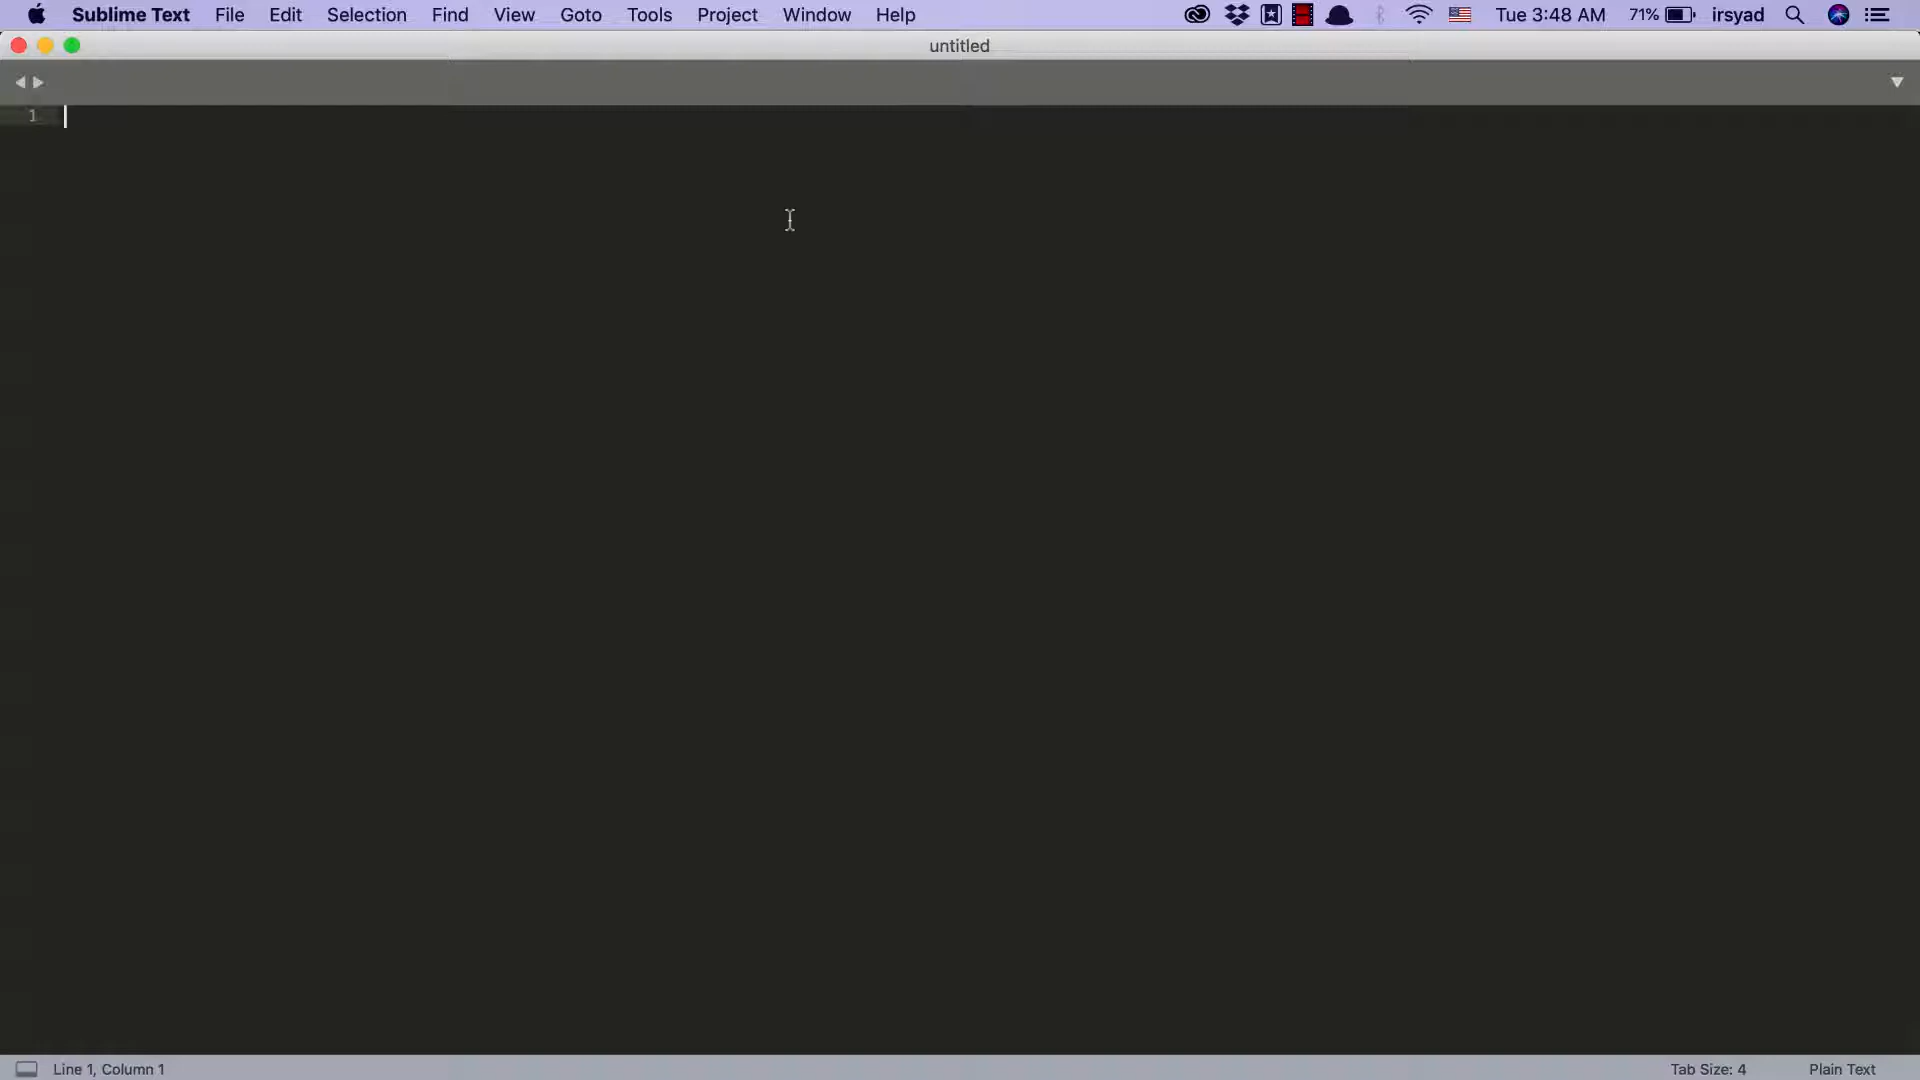 Sublime Text File Edit Selection Find View Goto Tools Project Window Help Tue 3:48 AM 71% irsyad
untitled
1
Line 1, Column 1 Tab Size: 4 Plain Text